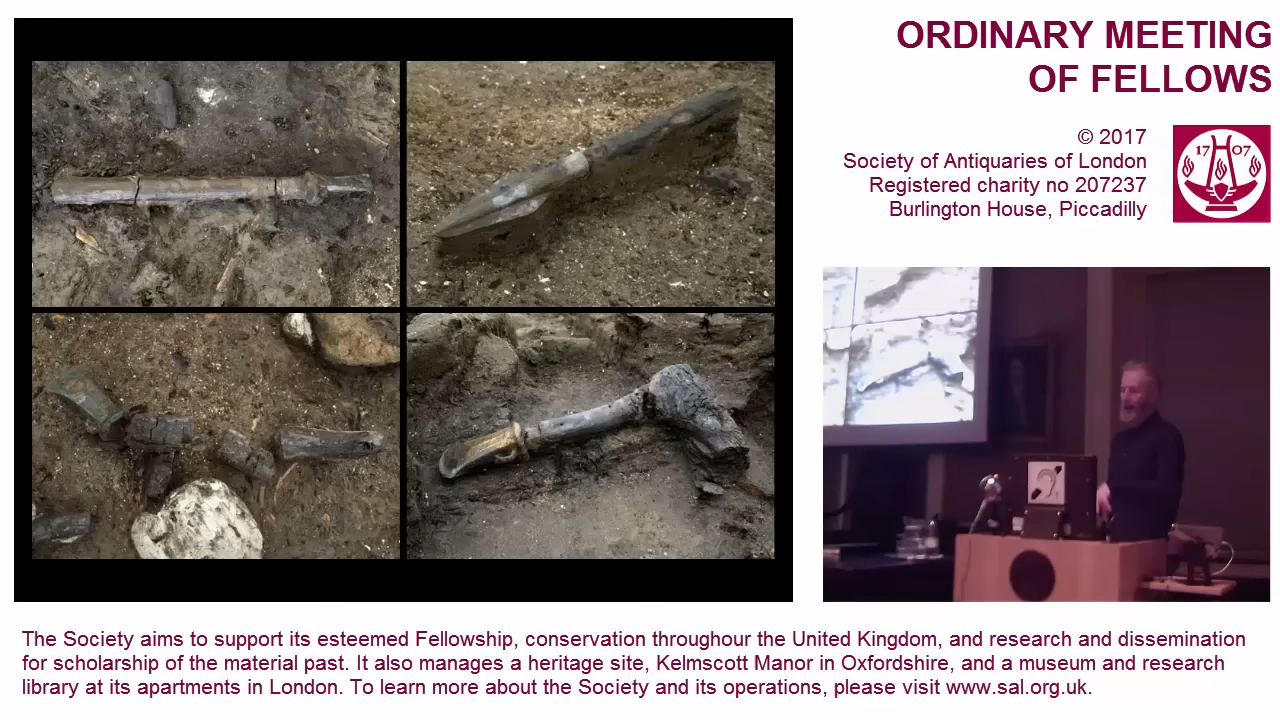 ORDINARY MEETING
OF FELLOWS
© 2017
Society of Antiquaries of London
Registered charity no 207237
Burlington House, Piccadilly
17 07
The Society aims to support its esteemed Fellowship, conservation throughour the United Kingdom, and research and dissemination
for scholarship of the material past. It also manages a heritage site, Kelmscott Manor in Oxfordshire, and a museum and research
library at its apartments in London. To learn more about the Society and its operations, please visit www.sal.org.uk.